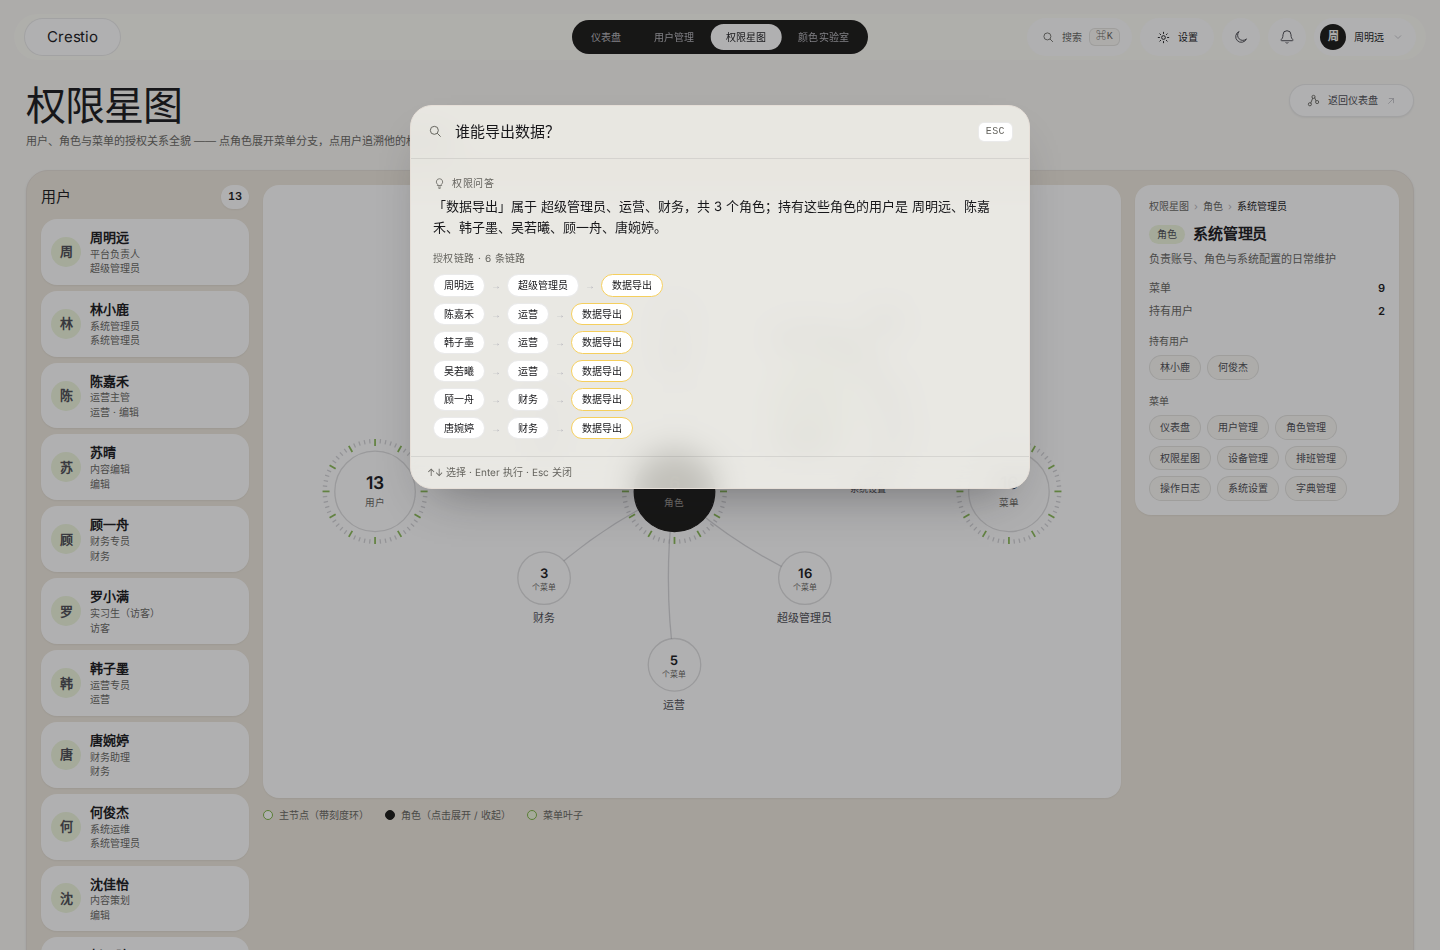 Crestio
仪表盘
用户管理
权限星图
颜色实验室
搜索
⌘K
设置
周
周明远
权限星图
用户、角色与菜单的授权关系全貌 —— 点角色展开菜单分支，点用户追溯他的
返回仪表盘
谁能导出数据？
ESC
权限问答
「数据导出」属于 超级管理员、运营、财务，共 3 个角色；持有这些角色的用户是 周明远、陈嘉
禾、韩子墨、吴若曦、顾一舟、唐婉婷。
授权链路 · 6 条链路
周明远 → 超级管理员 → 数据导出
陈嘉禾 → 运营 → 数据导出
韩子墨 → 运营 → 数据导出
吴若曦 → 运营 → 数据导出
顾一舟 → 财务 → 数据导出
唐婉婷 → 财务 → 数据导出
↑↓ 选择 · Enter 执行 · Esc 关闭
用户
13
周
周明远
平台负责人
超级管理员
林
林小鹿
系统管理员
系统管理员
陈
陈嘉禾
运营主管
运营 · 编辑
苏
苏晴
内容编辑
编辑
顾
顾一舟
财务专员
财务
罗
罗小满
实习生（访客）
访客
韩
韩子墨
运营专员
运营
唐
唐婉婷
财务助理
财务
何
何俊杰
系统运维
系统管理员
沈
沈佳怡
内容策划
编辑
13
用户
角色
菜单
3
个菜单
财务
16
个菜单
超级管理员
5
个菜单
运营
主节点（带刻度环）
角色（点击展开 / 收起）
菜单叶子
权限星图 › 角色 › 系统管理员
角色
系统管理员
负责账号、角色与系统配置的日常维护
菜单
9
持有用户
2
持有用户
林小鹿
何俊杰
菜单
仪表盘
用户管理
角色管理
权限星图
设备管理
排班管理
操作日志
系统设置
字典管理